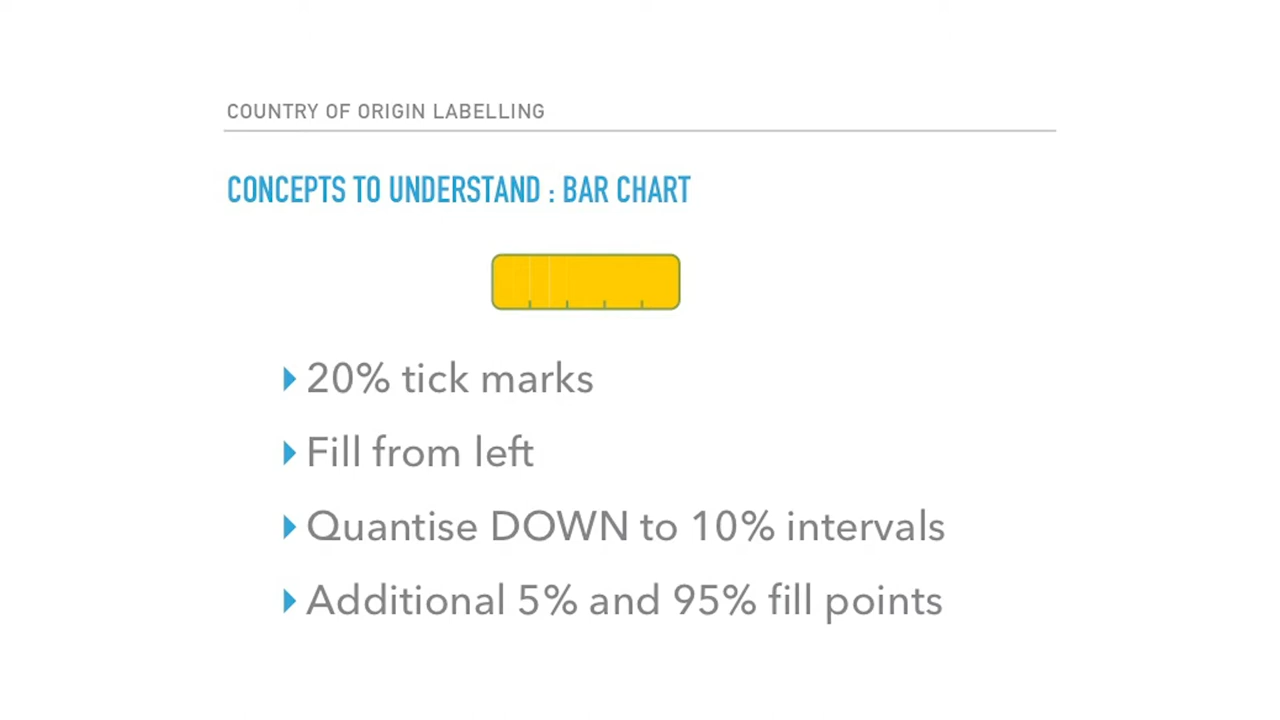 COUNTRY OF ORIGIN LABELLING
CONCEPTS TO UNDERSTAND : BAR CHART
20% tick marks
Fill from left
Quantise DOWN to 10% intervals
Additional 5% and 95% fill points